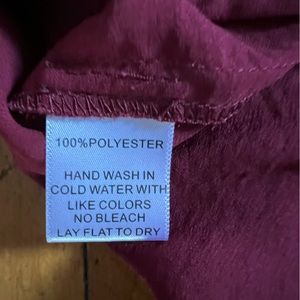 100%POLYESTER
HAND WASH IN
COLD WATER WITH
LIKE COLORS
NO BLEACH
LAY FLAT TO DRY